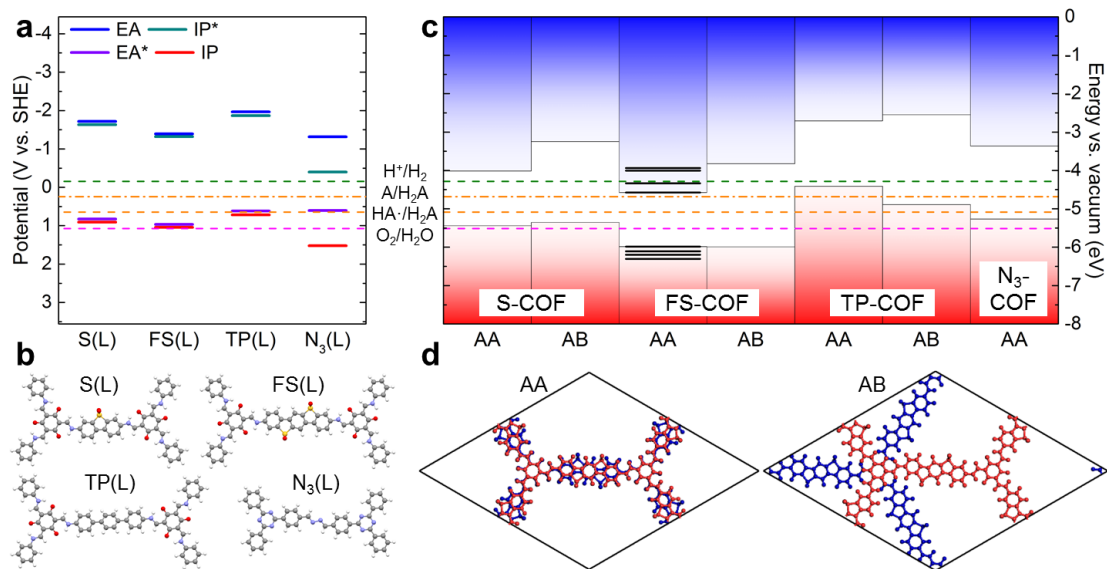 a
EA IP*
EA* IP
Potential (V vs. SHE)
-4
-3
-2
-1
0
1
2
3
S(L) FS(L) TP(L) N₃(L)
H⁺/H₂
A/H₂A
HA·/H₂A
O₂/H₂O
c
S-COF FS-COF TP-COF N₃-
COF
AA AB AA AB AA AB AA
0
-1
-2
-3
-4
-5
-6
-7
-8
Energy vs. vacuum (eV)
b
S(L) FS(L)
TP(L) N₃(L)
d
AA AB